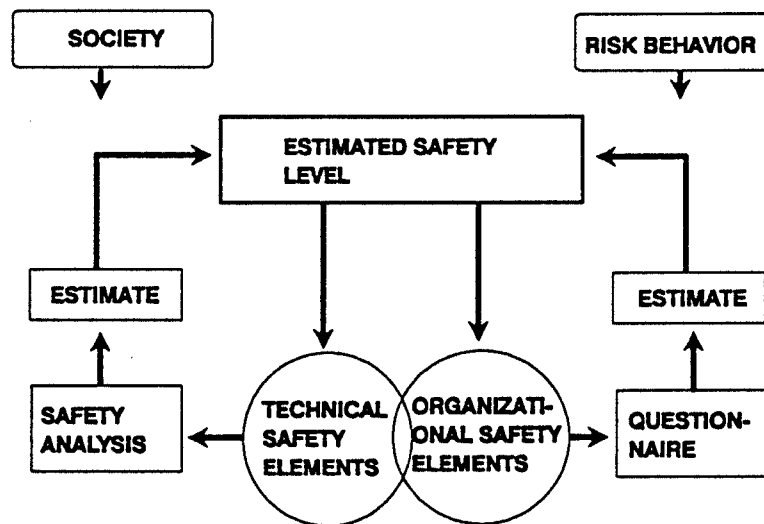 SOCIETY
RISK BEHAVIOR
ESTIMATED SAFETY
LEVEL
ESTIMATE
ESTIMATE
SAFETY
ANALYSIS
TECHNICAL
SAFETY
ELEMENTS
ORGANIZATI-
ONAL SAFETY
ELEMENTS
QUESTION-
NAIRE